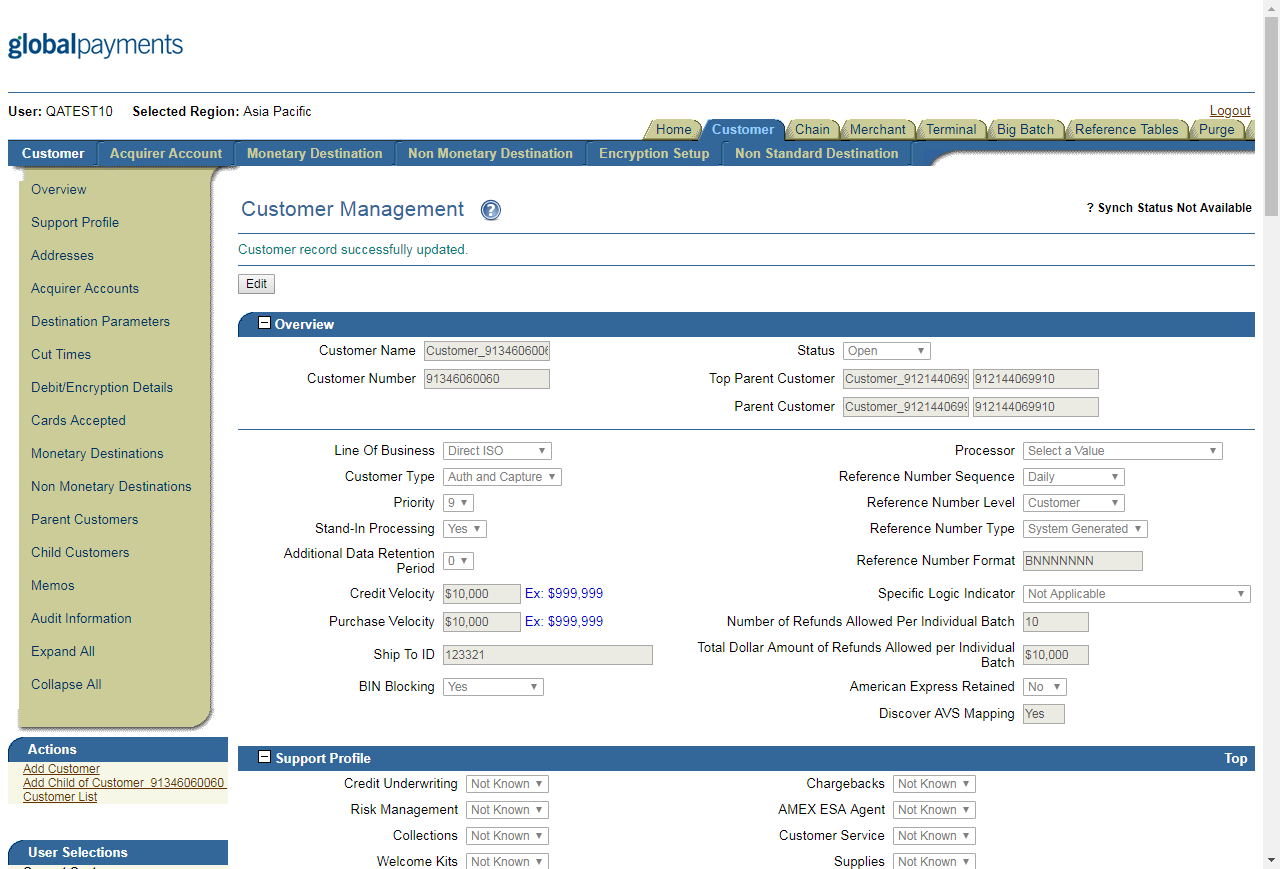 globalpayments
User: QATEST10 Selected Region: Asia Pacific
Logout
Home Customer Chain Merchant Terminal Big Batch Reference Tables Purge
Customer Acquirer Account Monetary Destination Non Monetary Destination Encryption Setup Non Standard Destination
Overview
Support Profile
Addresses
Acquirer Accounts
Destination Parameters
Cut Times
Debit/Encryption Details
Cards Accepted
Monetary Destinations
Non Monetary Destinations
Parent Customers
Child Customers
Memos
Audit Information
Expand All
Collapse All
Actions
Add Customer
Add Child of Customer_91346060060
Customer List
User Selections
Customer Management ?
? Synch Status Not Available
Customer record successfully updated.
Edit
Overview
Customer Name Customer_9134606006 Status Open
Customer Number 91346060060 Top Parent Customer Customer_9121440699 912144069910
Parent Customer Customer_9121440699 912144069910
Line Of Business Direct ISO Processor Select a Value
Customer Type Auth and Capture Reference Number Sequence Daily
Priority 9 Reference Number Level Customer
Stand-In Processing Yes Reference Number Type System Generated
Additional Data Retention
Period 0 Reference Number Format BNNNNNNN
Credit Velocity $10,000 Ex: $999,999 Specific Logic Indicator Not Applicable
Purchase Velocity $10,000 Ex: $999,999 Number of Refunds Allowed Per Individual Batch 10
Ship To ID 123321 Total Dollar Amount of Refunds Allowed per Individual
Batch $10,000
BIN Blocking Yes American Express Retained No
Discover AVS Mapping Yes
Support Profile Top
Credit Underwriting Not Known Chargebacks Not Known
Risk Management Not Known AMEX ESA Agent Not Known
Collections Not Known Customer Service Not Known
Welcome Kits Not Known Supplies Not Known